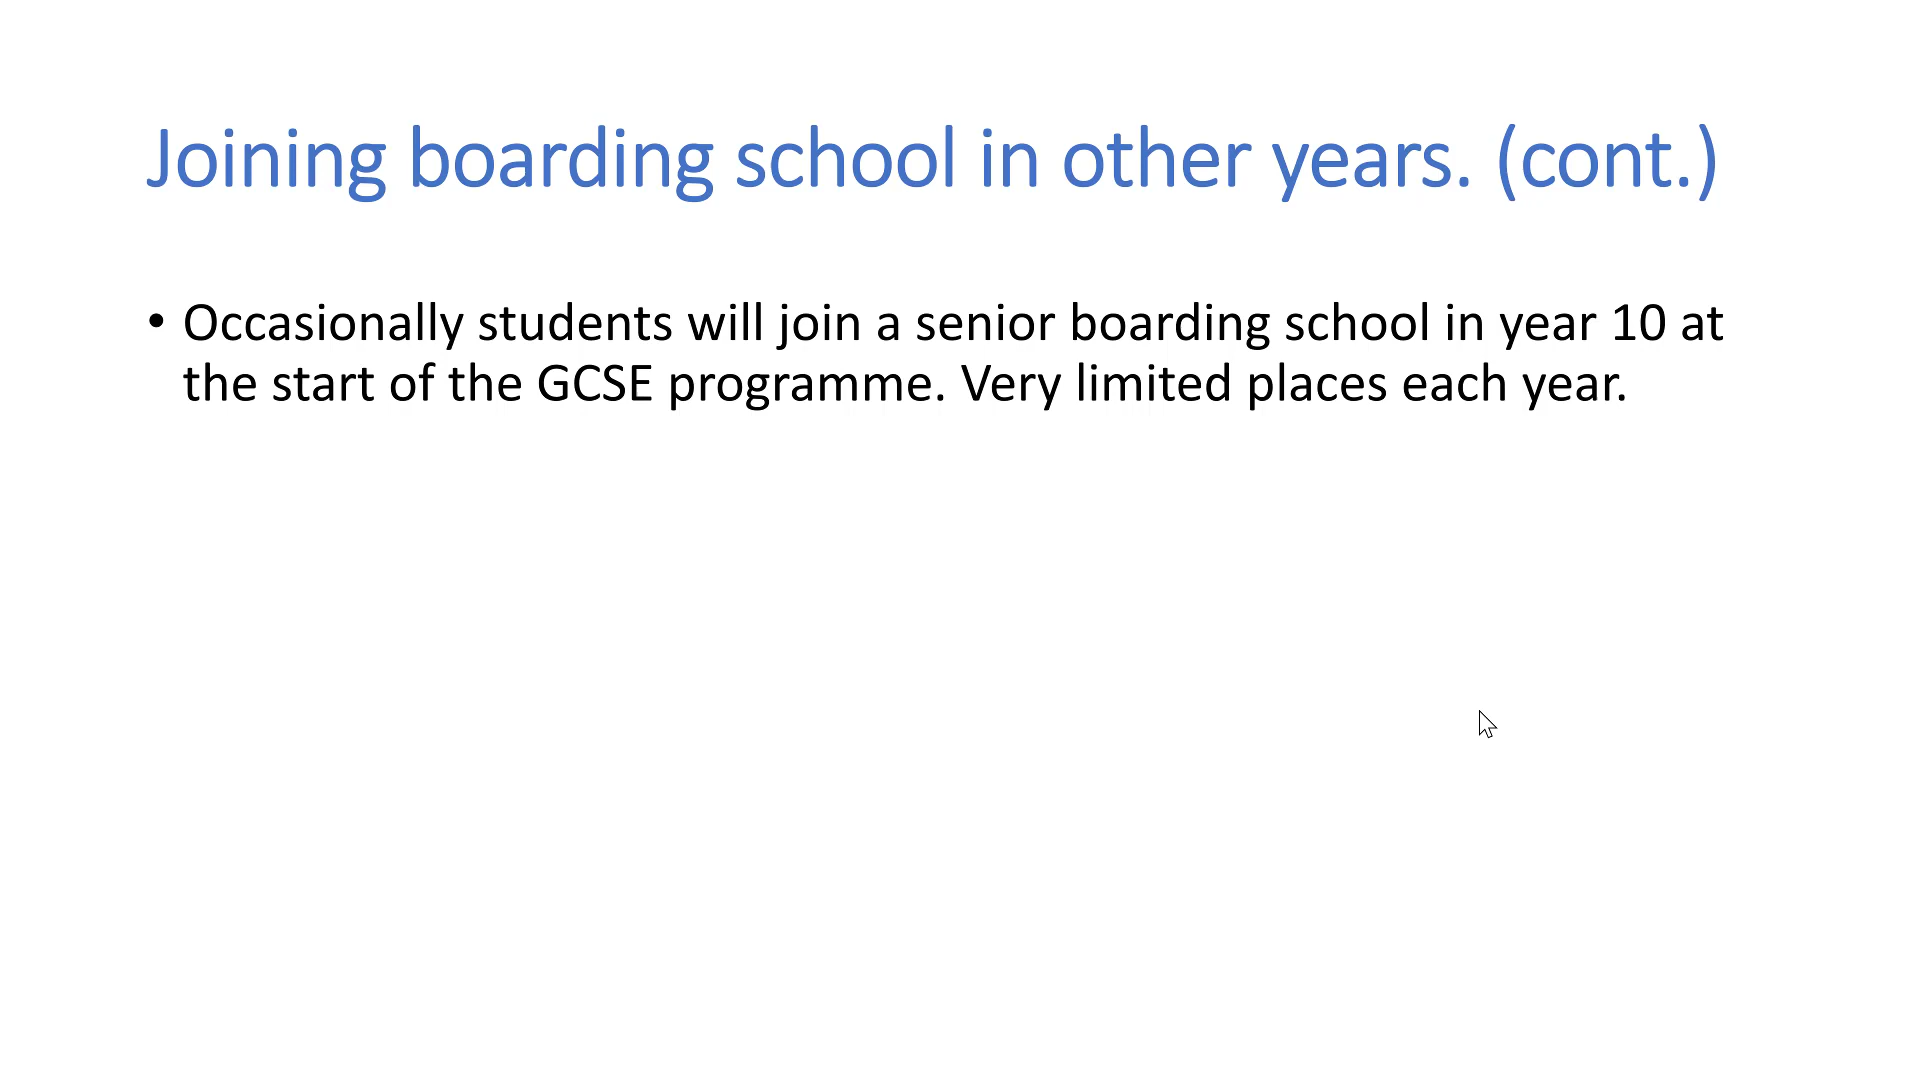 Joining boarding school in other years. (cont.)
• Occasionally students will join a senior boarding school in year 10 at
the start of the GCSE programme. Very limited places each year.